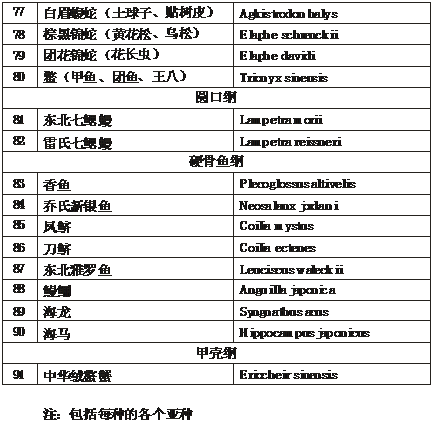 77 白眉蝮蛇（土球子、贴树皮） Agkistrodon halys
78 棕黑锦蛇（黄花松、乌松） Elaphe schrenckii
79 团花锦蛇（花长虫） Elaphe davidi
80 鳖（甲鱼、团鱼、王八） Trionyx sinensis
圆口纲
81 东北七鳃鳗 Lampetra morii
82 雷氏七鳃鳗 Lampetra reissneri
硬骨鱼纲
83 香鱼 Plecoglossus altivelis
84 乔氏新银鱼 Neosalanx jordani
85 凤鲚 Coilia mystus
86 刀鲚 Coilia ectenes
87 东北雅罗鱼 Leuciscus waleckii
88 鳗鲡 Anguilla japonica
89 海龙 Syngnathus acus
90 海马 Hippocampus japonicus
甲壳纲
91 中华绒螯蟹 Eriocheir sinensis
注：包括每种的各个亚种